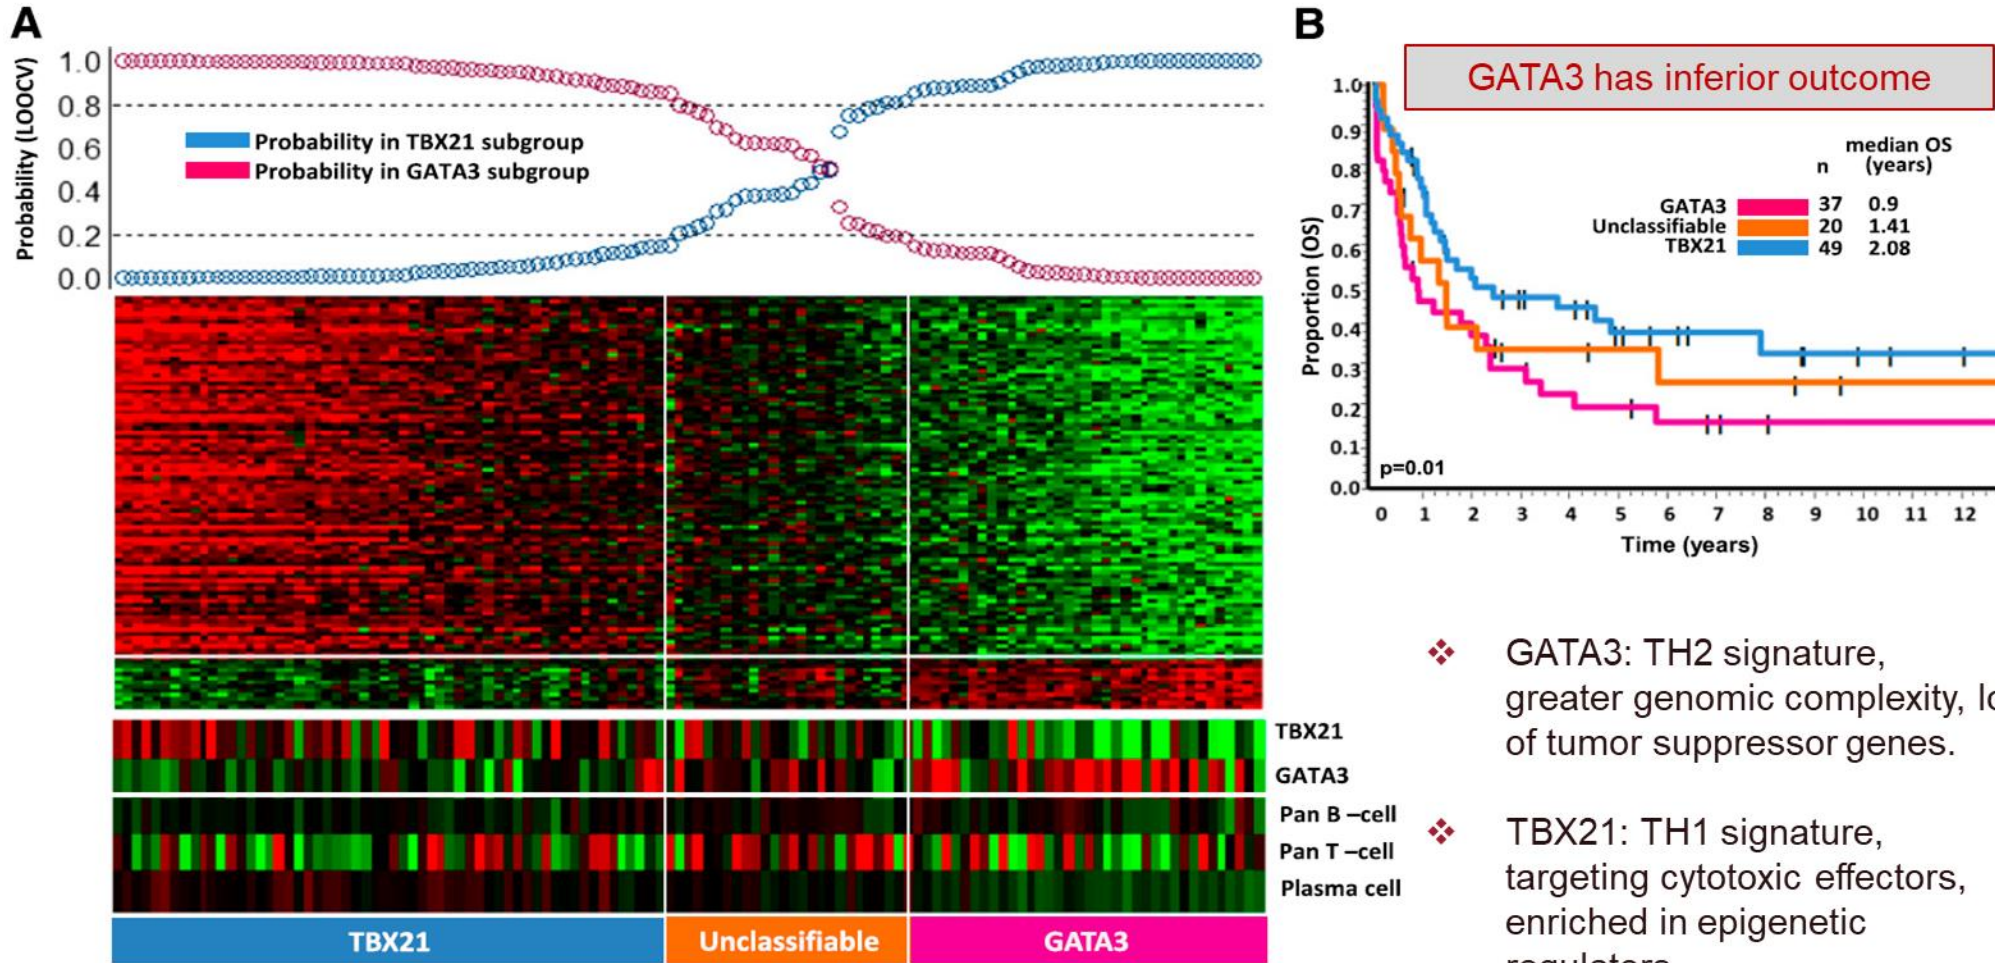 A
Probability (LOOCV)
1.0
0.8
0.6
0.4
0.2
0.0
Probability in TBX21 subgroup
Probability in GATA3 subgroup
TBX21
GATA3
Pan B –cell
Pan T –cell
Plasma cell
TBX21
Unclassifiable
GATA3
B
GATA3 has inferior outcome
Proportion (OS)
1.0
0.9
0.8
0.7
0.6
0.5
0.4
0.3
0.2
0.1
0.0
n median OS (years)
GATA3 37 0.9
Unclassifiable 20 1.41
TBX21 49 2.08
p=0.01
0 1 2 3 4 5 6 7 8 9 10 11 12
Time (years)
❖ GATA3: TH2 signature,
greater genomic complexity,
of tumor suppressor genes.
❖ TBX21: TH1 signature,
targeting cytotoxic effectors,
enriched in epigenetic